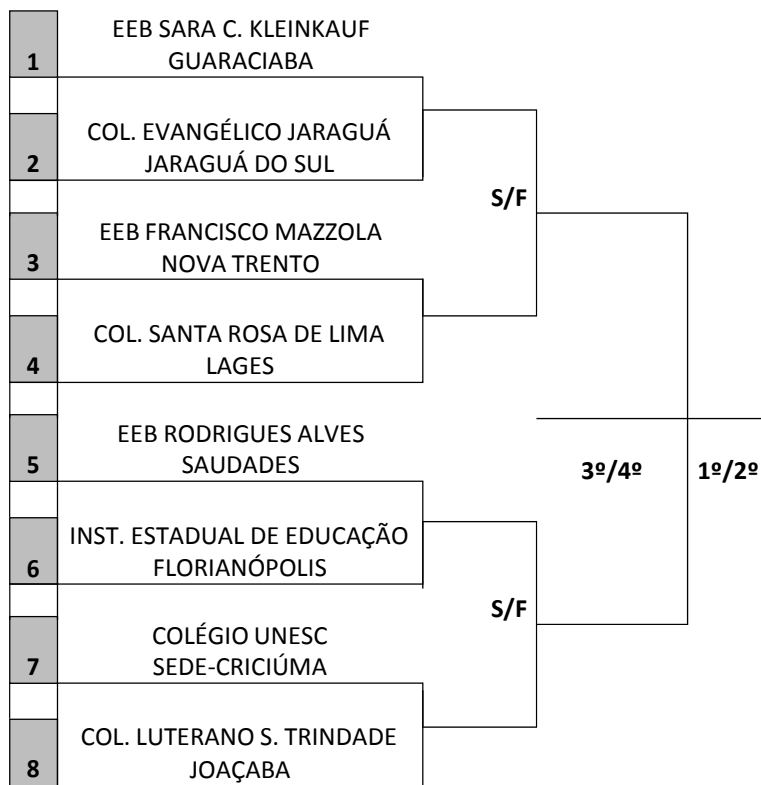 EEB SARA C. KLEINKAUF
1 GUARACIABA
COL. EVANGÉLICO JARAGUÁ
2 JARAGUÁ DO SUL
S/F
EEB FRANCISCO MAZZOLA
3 NOVA TRENTO
COL. SANTA ROSA DE LIMA
4 LAGES
EEB RODRIGUES ALVES
5 SAUDADES
3º/4º 1º/2º
INST. ESTADUAL DE EDUCAÇÃO
6 FLORIANÓPOLIS
S/F
COLÉGIO UNESC
7 SEDE-CRICIÚMA
COL. LUTERANO S. TRINDADE
8 JOAÇABA